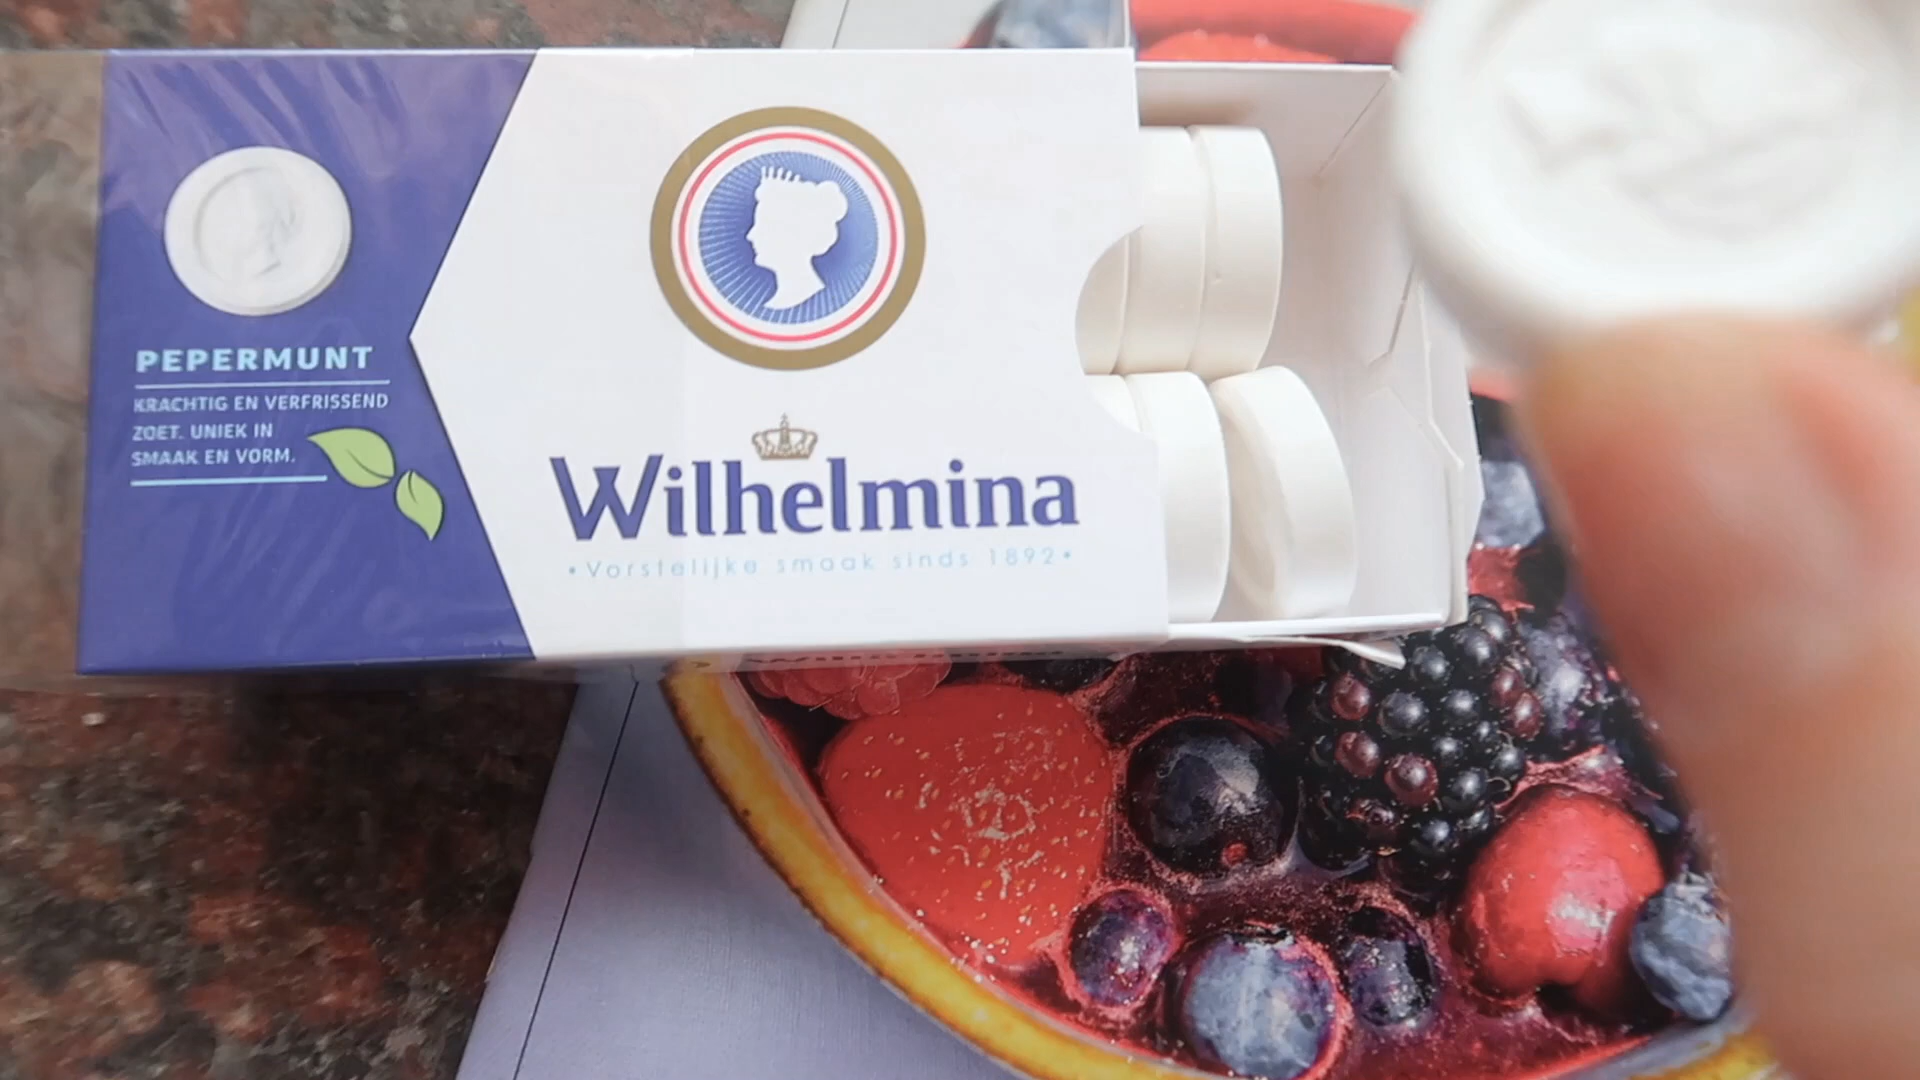 PEPERMUNT
KRACHTIG EN VERFRISSEND
ZOET. UNIEK IN
SMAAK EN VORM.
Wilhelmina
•Vorstelijke smaak sinds 1892•